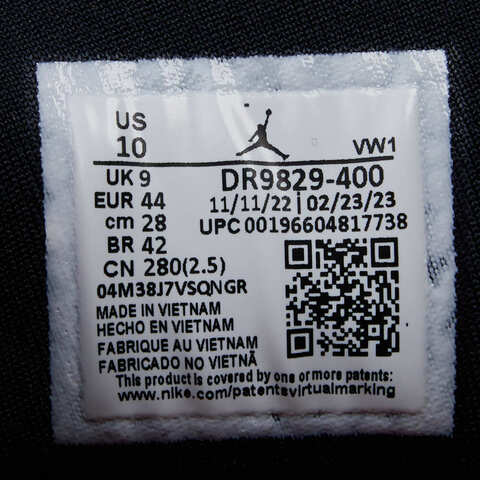 US
10
VW1
UK 9
DR9829-400
EUR 44
11/11/22 | 02/23/23
cm 28
UPC 00196604817738
BR 42
CN 280(2.5)
04M38J7VSQNGR
MADE IN VIETNAM
HECHO EN VIETNAM
FABRIQUE AU VIETNAM
FABRICADO NO VIETNÃ
This product is covered by one or more patents:
www.nike.com/patentsvirtualmarking